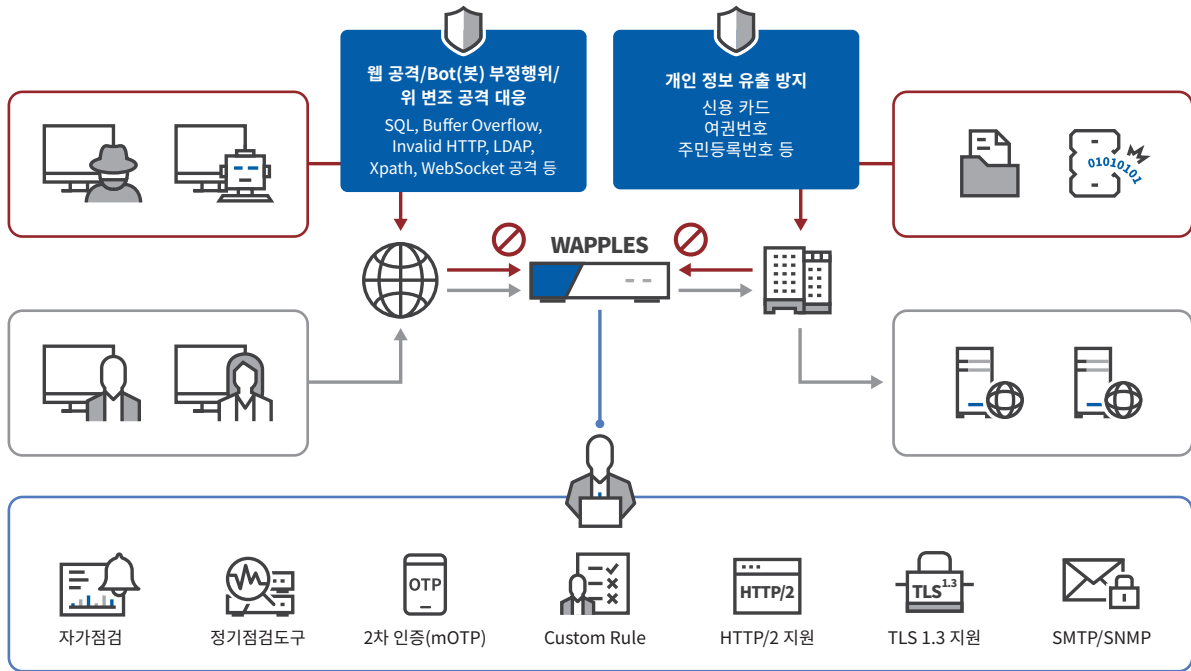 웹 공격/Bot(봇) 부정행위/
위 변조 공격 대응
SQL, Buffer Overflow,
Invalid HTTP, LDAP,
Xpath, WebSocket 공격 등
개인 정보 유출 방지
신용 카드
여권번호
주민등록번호 등
01010101
WAPPLES
OTP
HTTP/2
TLS 1.3
자가점검
정기점검도구
2차 인증(mOTP)
Custom Rule
HTTP/2 지원
TLS 1.3 지원
SMTP/SNMP